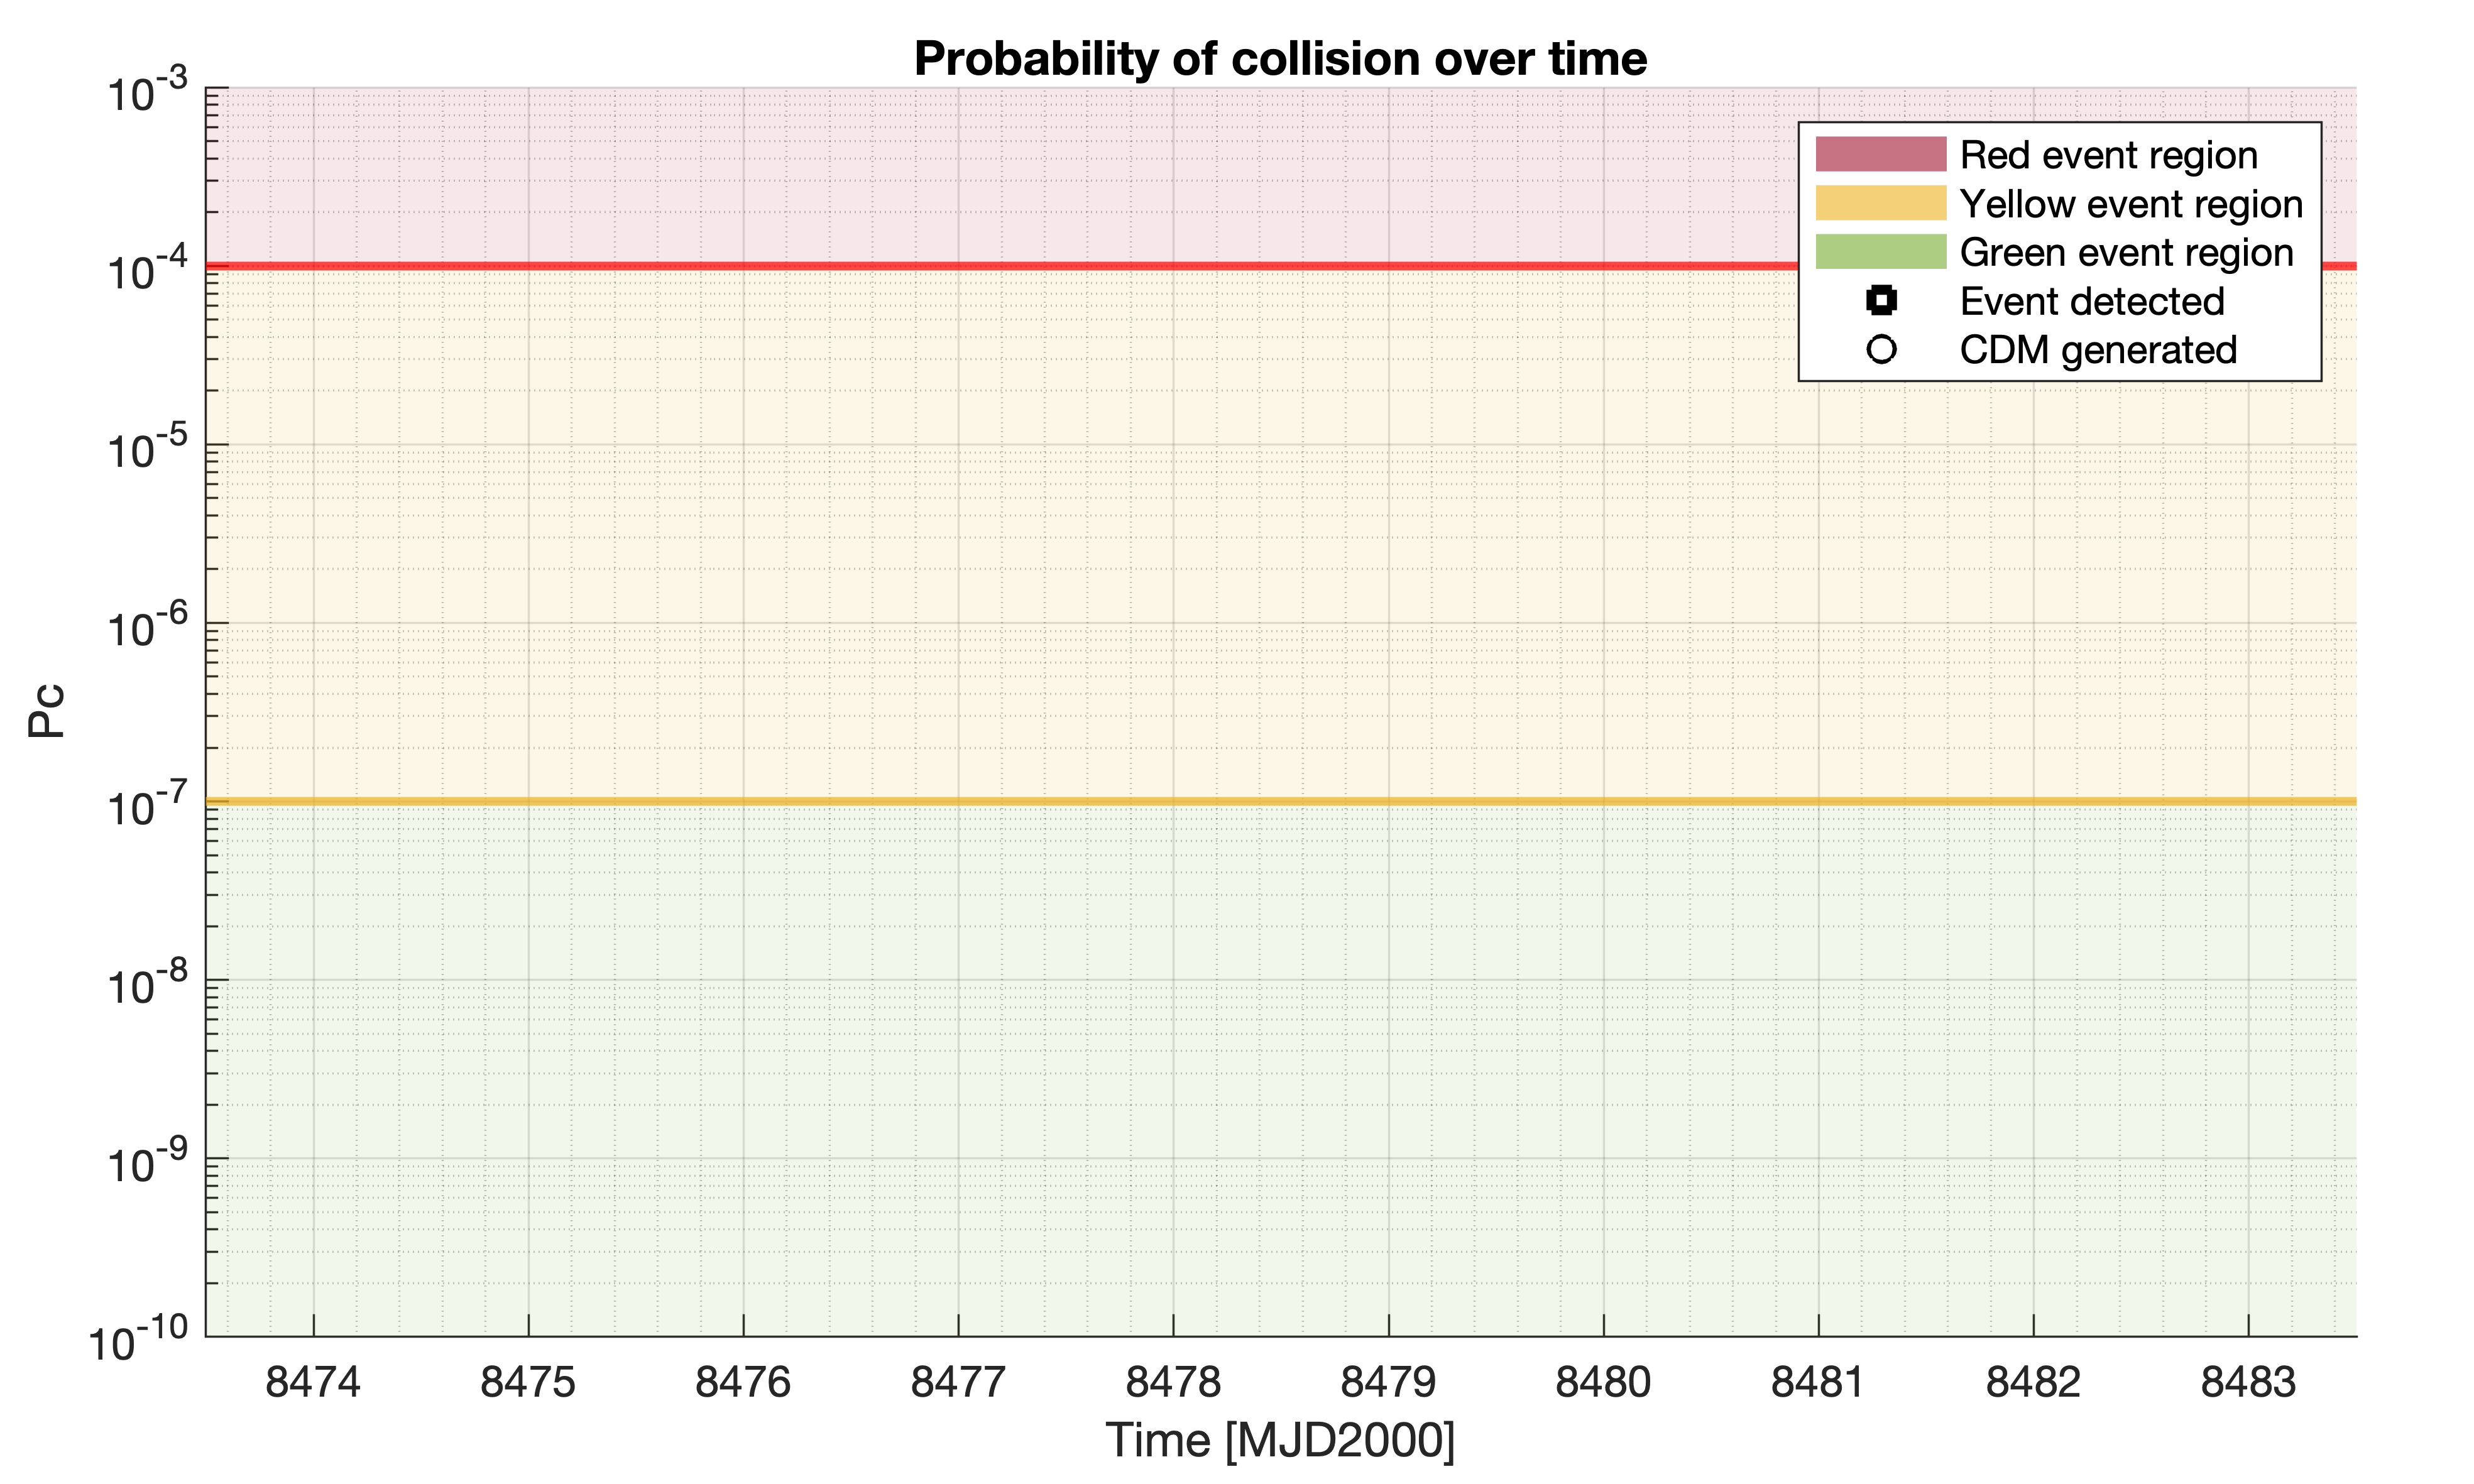 Probability of collision over time
10^-3
10^-4
10^-5
10^-6
10^-7
10^-8
10^-9
10^-10
Pc
Red event region
Yellow event region
Green event region
Event detected
CDM generated
8474 8475 8476 8477 8478 8479 8480 8481 8482 8483
Time [MJD2000]